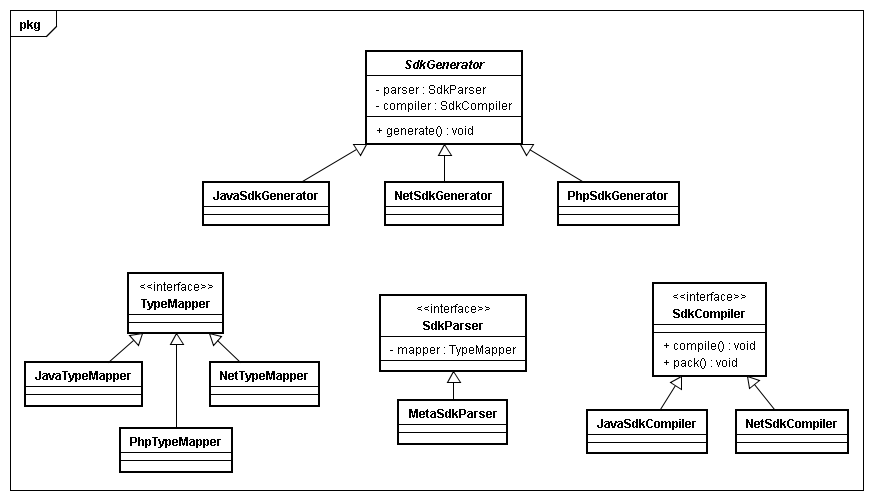 pkg
SdkGenerator
- parser : SdkParser
- compiler : SdkCompiler
+ generate() : void
JavaSdkGenerator
NetSdkGenerator
PhpSdkGenerator
<<interface>>
TypeMapper
JavaTypeMapper
NetTypeMapper
PhpTypeMapper
<<interface>>
SdkParser
- mapper : TypeMapper
MetaSdkParser
<<interface>>
SdkCompiler
+ compile() : void
+ pack() : void
JavaSdkCompiler
NetSdkCompiler